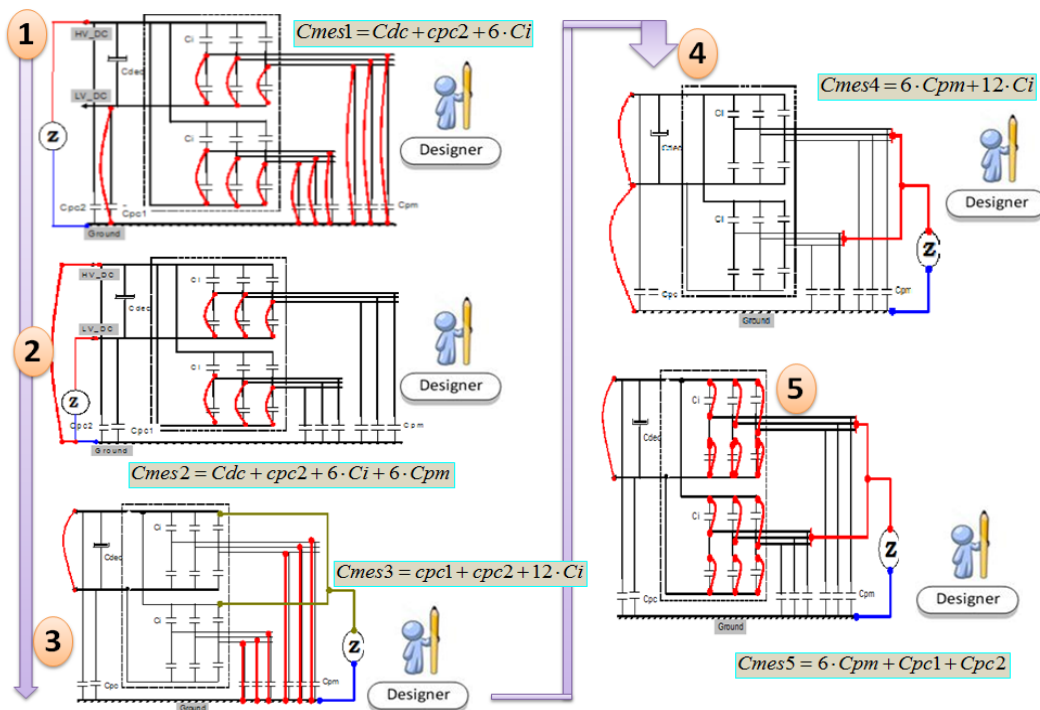 1
HV_DC
Ci
Cmes1 = Cdc + cpc2 + 6 · Ci
Cdec
LV_DC
Designer
Z
Ci
Cpc2
Cpc1
Cpm
Ground
2
HV_DC
Ci
Cdec
LV_DC
Designer
Z
Ci
Cpc2
Cpc1
Cpm
Ground
Cmes2 = Cdc + cpc2 + 6 · Ci + 6 · Cpm
3
Ci
Cdec
Cmes3 = cpc1 + cpc2 + 12 · Ci
Ci
Z
Cpc
Cpm
Designer
Ground
4
Cmes4 = 6 · Cpm + 12 · Ci
Ci
Cdec
Designer
Ci
Z
Cpc
Cpm
Ground
5
Ci
Cdec
Ci
Z
Designer
Cpc
Cpm
Ground
Cmes5 = 6 · Cpm + Cpc1 + Cpc2